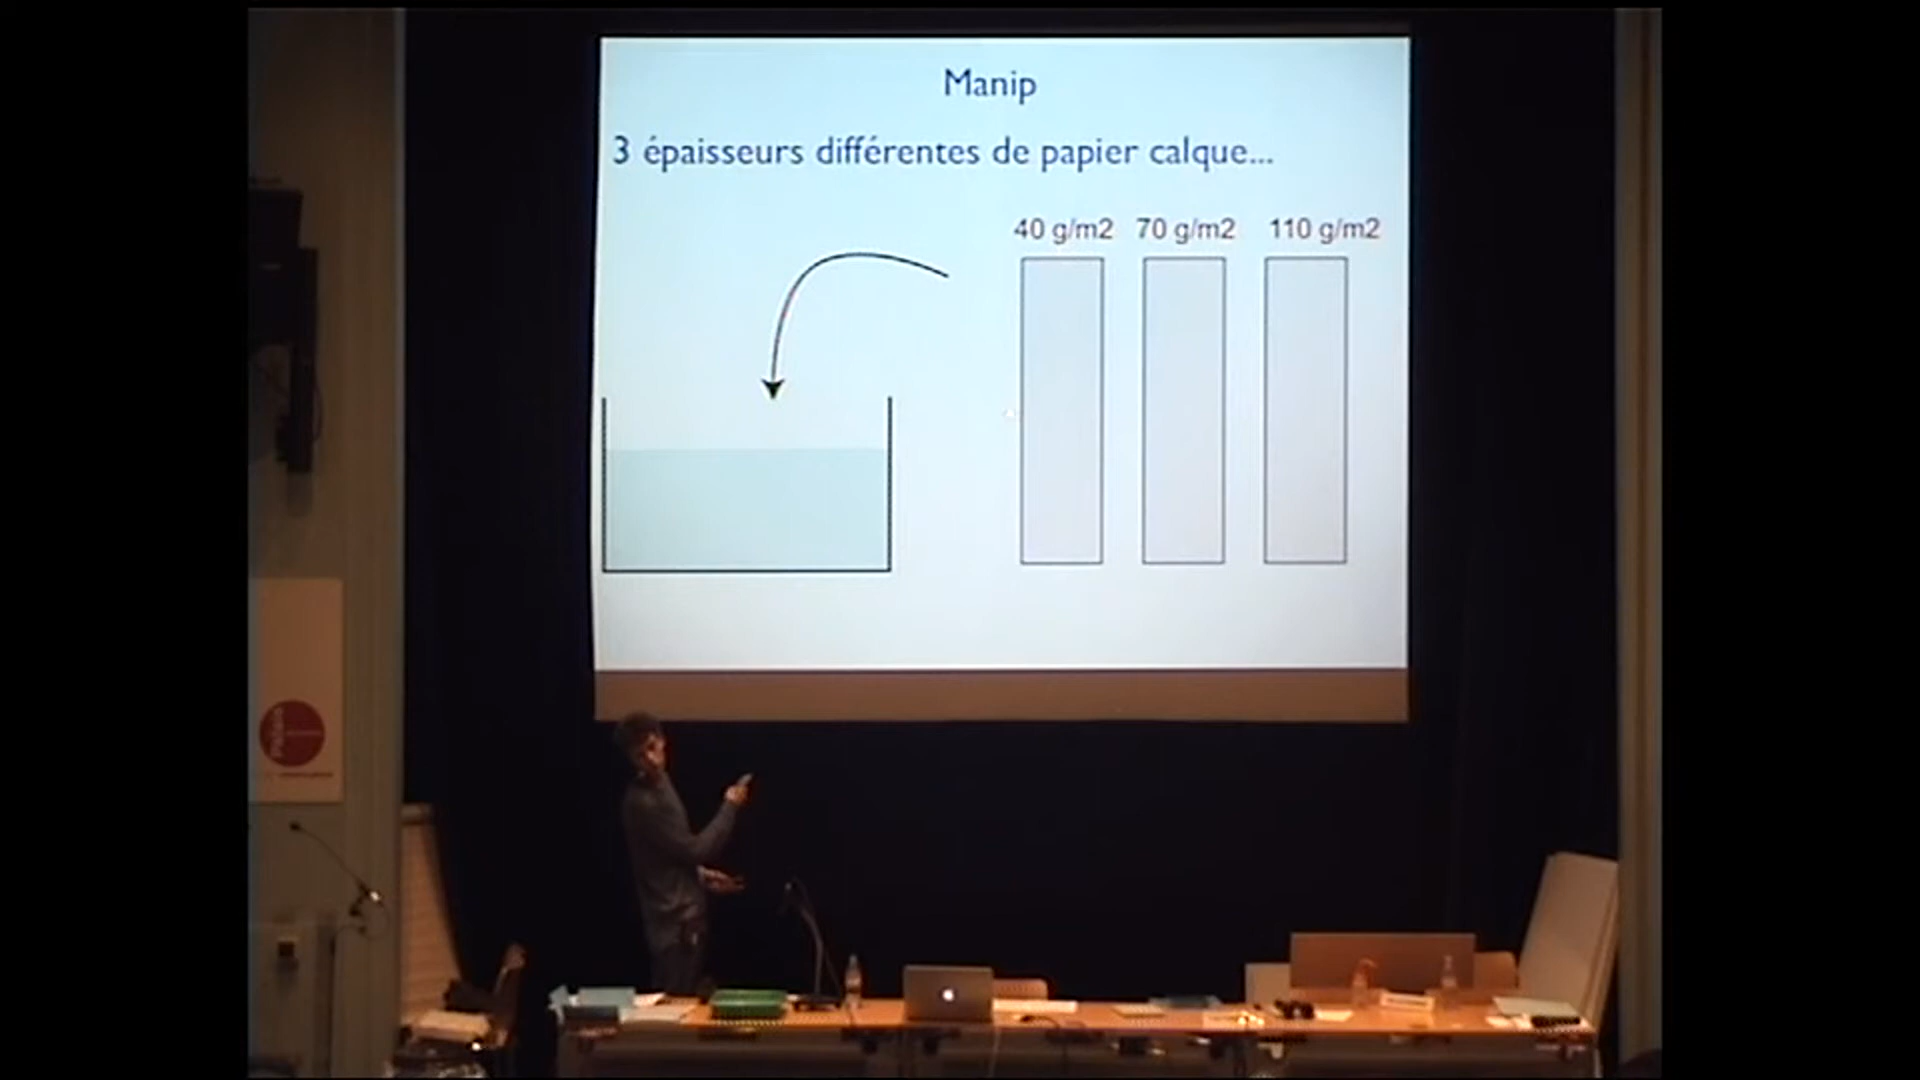 Manip
3 épaisseurs différentes de papier calque...
40 g/m2 70 g/m2 110 g/m2